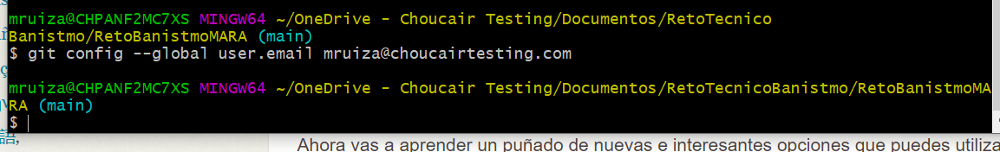 mruiza@CHPANF2MC7XS MINGW64 ~/OneDrive - Choucair Testing/Documentos/RetoTecnico
Banistmo/RetoBanistmoMARA (main)
$ git config --global user.email mruiza@choucairtesting.com
mruiza@CHPANF2MC7XS MINGW64 ~/OneDrive - Choucair Testing/Documentos/RetoTecnicoBanistmo/RetoBanistmoMA
RA (main)
$
語,
Ahora vas a aprender un puñado de nuevas e interesantes opciones que puedes utiliza